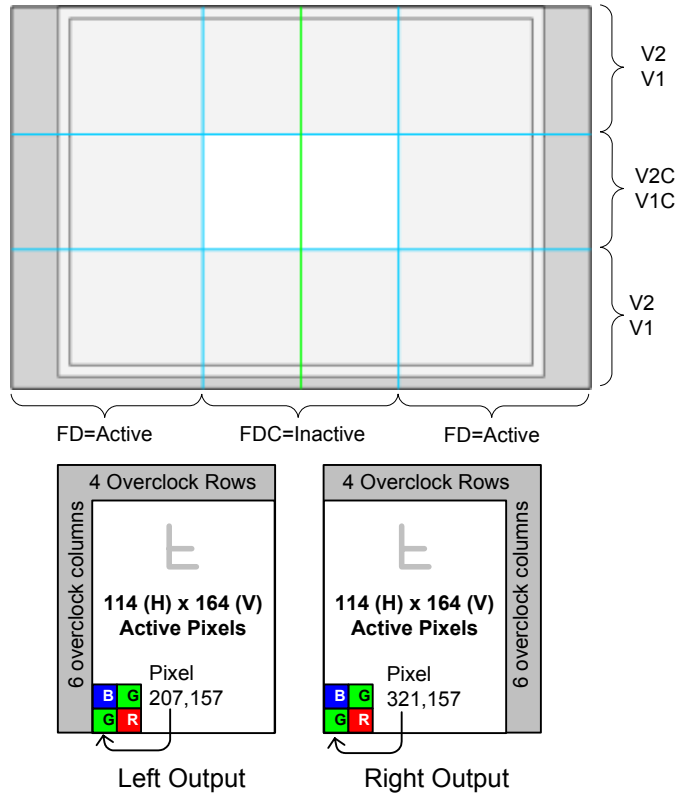 V2
V1
V2C
V1C
V2
V1
FD=Active
FDC=Inactive
FD=Active
4 Overclock Rows
4 Overclock Rows
6 overclock columns
114 (H) x 164 (V)
Active Pixels
Pixel
207,157
B G
G R
Left Output
114 (H) x 164 (V)
Active Pixels
Pixel
321,157
B G
G R
6 overclock columns
Right Output